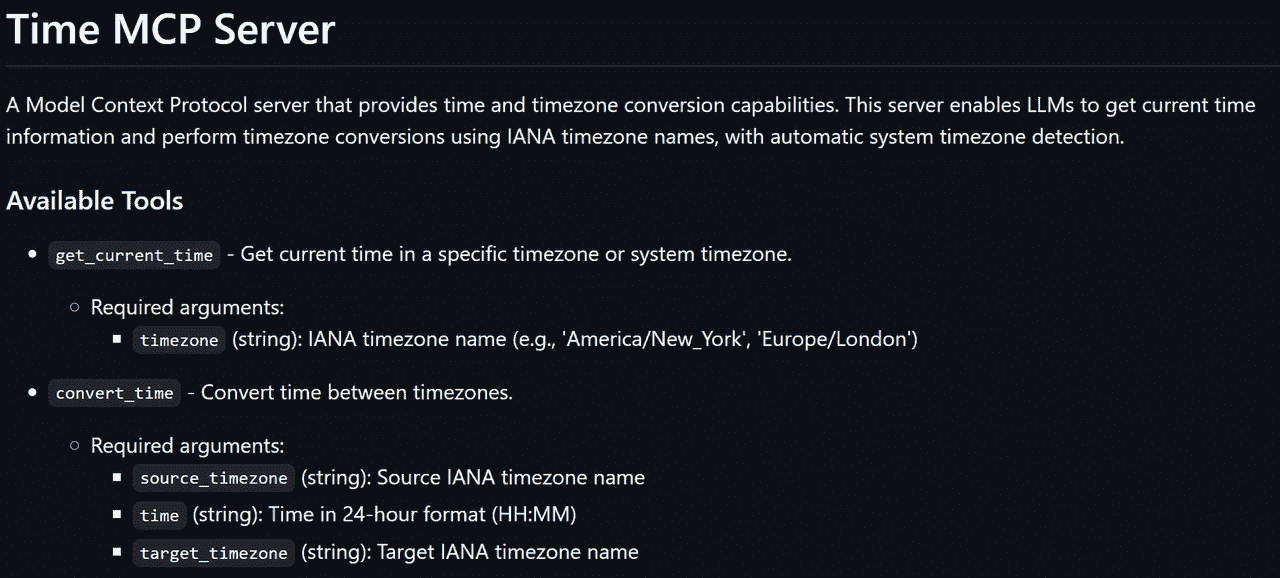 Time MCP Server
A Model Context Protocol server that provides time and timezone conversion capabilities. This server enables LLMs to get current time
information and perform timezone conversions using IANA timezone names, with automatic system timezone detection.
Available Tools
get_current_time - Get current time in a specific timezone or system timezone.
Required arguments:
timezone (string): IANA timezone name (e.g., 'America/New_York', 'Europe/London')
convert_time - Convert time between timezones.
Required arguments:
source_timezone (string): Source IANA timezone name
time (string): Time in 24-hour format (HH:MM)
target_timezone (string): Target IANA timezone name